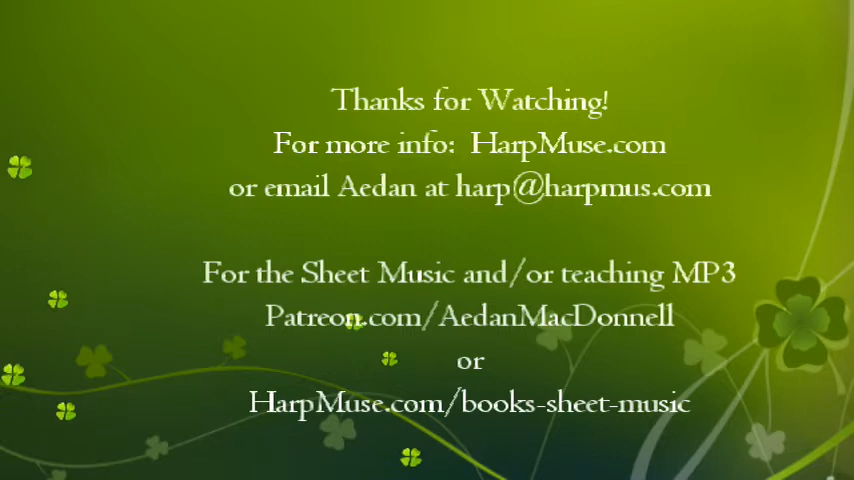 Thanks for Watching!
For more info: HarpMuse.com
or email Aedan at harp@harpmus.com
For the Sheet Music and/or teaching MP3
Patreon.com/AedanMacDonnell
or
HarpMuse.com/books-sheet-music